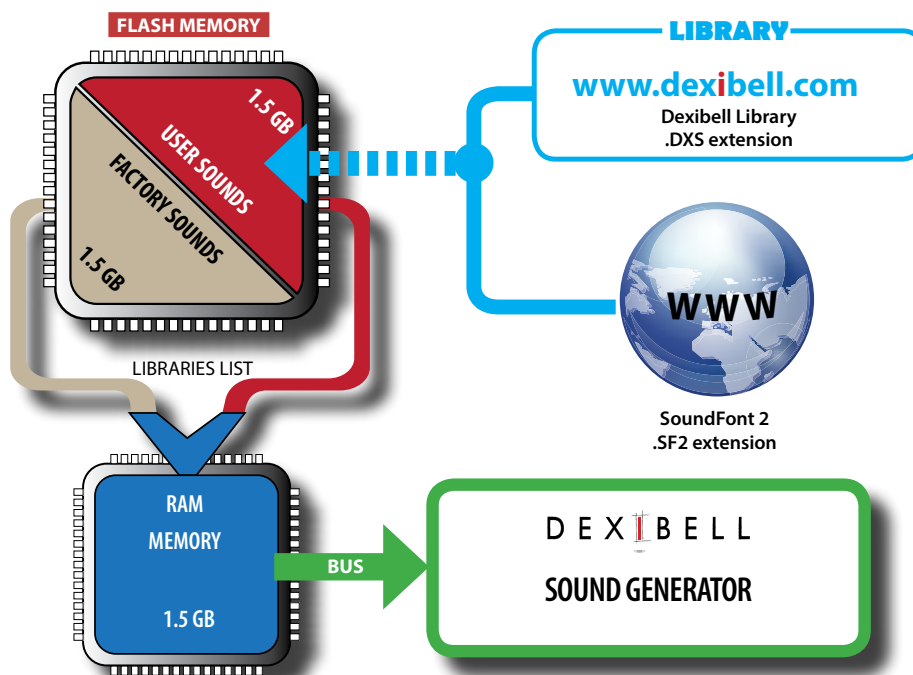 FLASH MEMORY
1.5 GB
USER SOUNDS
FACTORY SOUNDS
1.5 GB
LIBRARY
www.dexibell.com
Dexibell Library
.DXS extension
WWW
SoundFont 2
.SF2 extension
LIBRARIES LIST
RAM
MEMORY
1.5 GB
BUS
DEXIBELL
SOUND GENERATOR